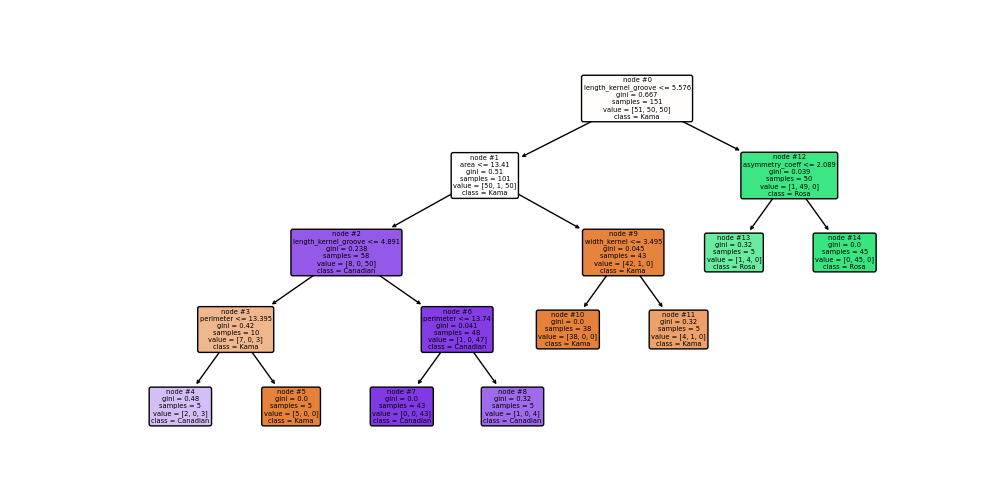 node #0
length_kernel_groove <= 5.576
gini = 0.667
samples = 151
value = [51, 50, 50]
class = Kama
node #1
area <= 13.41
gini = 0.51
samples = 101
value = [50, 1, 50]
class = Kama
node #12
asymmetry_coeff <= 2.089
gini = 0.039
samples = 50
value = [1, 49, 0]
class = Rosa
node #2
length_kernel_groove <= 4.891
gini = 0.238
samples = 58
value = [8, 0, 50]
class = Canadian
node #9
width_kernel <= 3.495
gini = 0.045
samples = 43
value = [42, 1, 0]
class = Kama
node #13
gini = 0.32
samples = 5
value = [1, 4, 0]
class = Rosa
node #14
gini = 0.0
samples = 45
value = [0, 45, 0]
class = Rosa
node #3
perimeter <= 13.395
gini = 0.42
samples = 10
value = [7, 0, 3]
class = Kama
node #6
perimeter <= 13.74
gini = 0.041
samples = 48
value = [1, 0, 47]
class = Canadian
node #10
gini = 0.0
samples = 38
value = [38, 0, 0]
class = Kama
node #11
gini = 0.32
samples = 5
value = [4, 1, 0]
class = Kama
node #4
gini = 0.48
samples = 5
value = [2, 0, 3]
class = Canadian
node #5
gini = 0.0
samples = 5
value = [5, 0, 0]
class = Kama
node #7
gini = 0.0
samples = 43
value = [0, 0, 43]
class = Canadian
node #8
gini = 0.32
samples = 5
value = [1, 0, 4]
class = Canadian